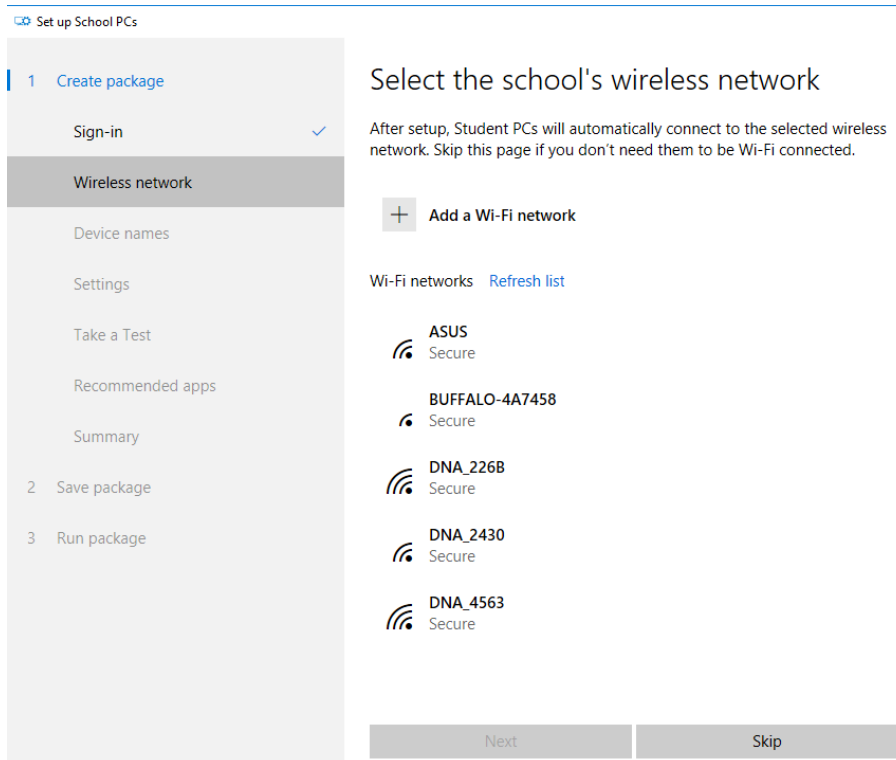 Set up School PCs
1 Create package
Sign-in
Wireless network
Device names
Settings
Take a Test
Recommended apps
Summary
2 Save package
3 Run package
Select the school's wireless network
After setup, Student PCs will automatically connect to the selected wireless
network. Skip this page if you don't need them to be Wi-Fi connected.
Add a Wi-Fi network
Wi-Fi networks Refresh list
ASUS
Secure
BUFFALO-4A7458
Secure
DNA_226B
Secure
DNA_2430
Secure
DNA_4563
Secure
Next Skip